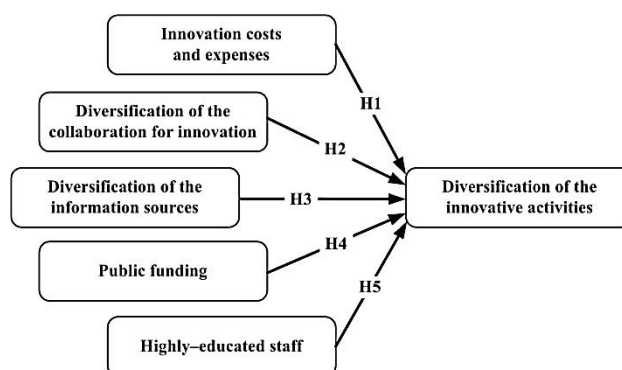 Innovation costs
and expenses
H1
Diversification of the
collaboration for innovation
H2
Diversification of the
information sources
H3
Diversification of the
innovative activities
Public funding
H4
H5
Highly–educated staff